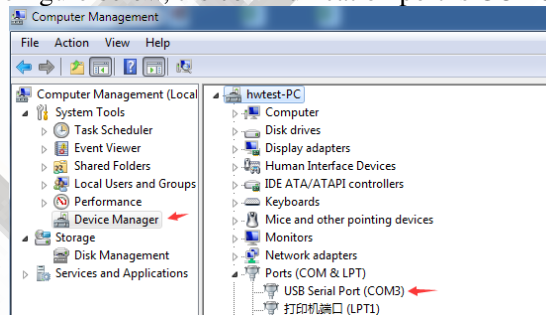 Computer Management
File Action View Help
Computer Management (Local
System Tools
Task Scheduler
Event Viewer
Shared Folders
Local Users and Groups
Performance
Device Manager
Storage
Disk Management
Services and Applications
hwtest-PC
Computer
Disk drives
Display adapters
Human Interface Devices
IDE ATA/ATAPI controllers
Keyboards
Mice and other pointing devices
Monitors
Network adapters
Ports (COM & LPT)
USB Serial Port (COM3)
打印机端口 (LPT1)